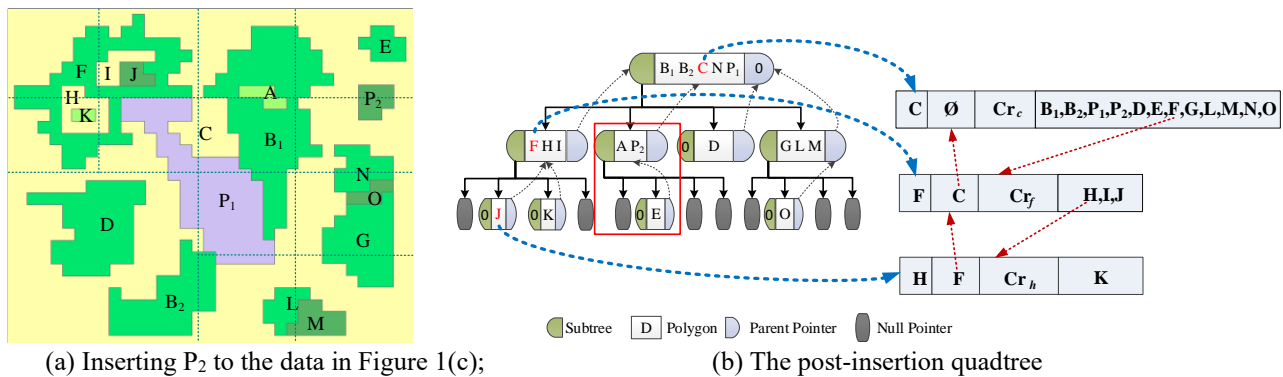 E
F
I
J
A
P2
H
K
C
B1
N
O
P1
D
G
B2
L
M
B1 B2 C N P1 0
F H I
A P2
0 D
G L M
0 J
0 K
0 E
0 O
C Ø Crc B1,B2,P1,P2,D,E,F,G,L,M,N,O
F C Crf H,I,J
H F Crh K
Subtree D Polygon Parent Pointer Null Pointer
(a) Inserting P2 to the data in Figure 1(c); (b) The post-insertion quadtree